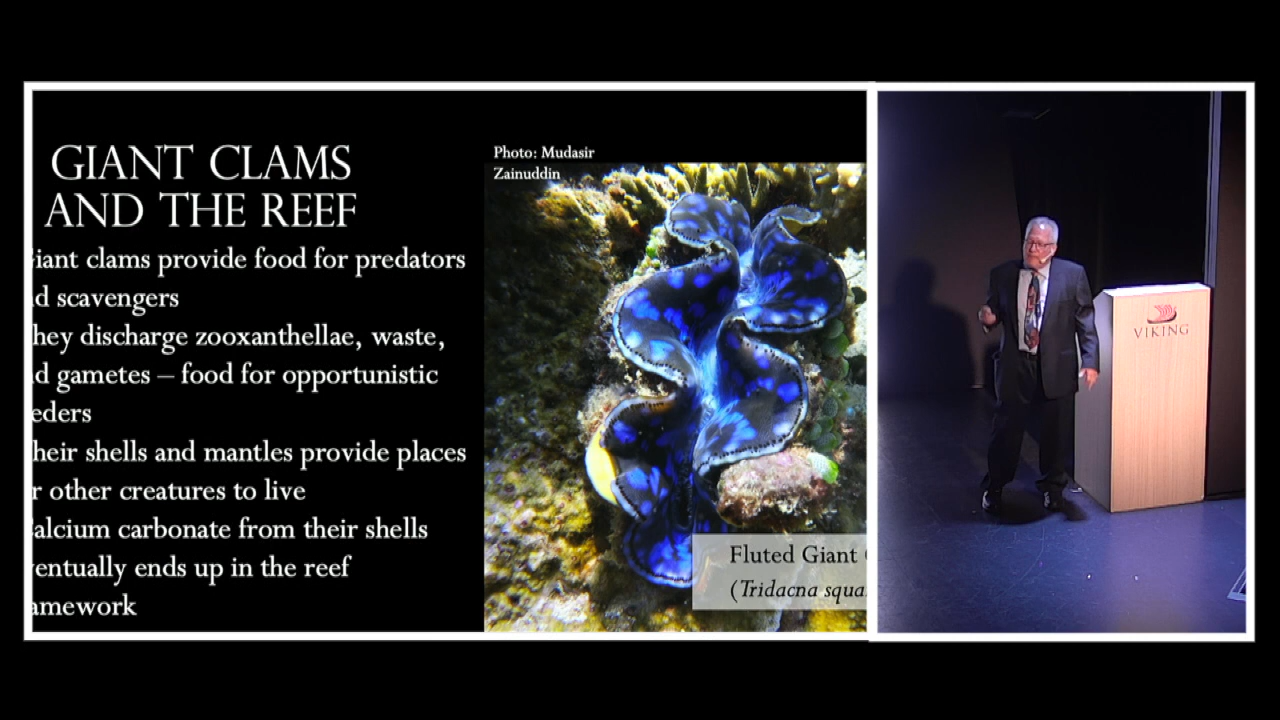 GIANT CLAMS
AND THE REEF
iant clams provide food for predators
d scavengers
hey discharge zooxanthellae, waste,
d gametes – food for opportunistic
eders
heir shells and mantles provide places
r other creatures to live
alcium carbonate from their shells
entually ends up in the reef
amework
Photo: Mudasir
Zainuddin
Fluted Giant
(Tridacna squa
VIKING